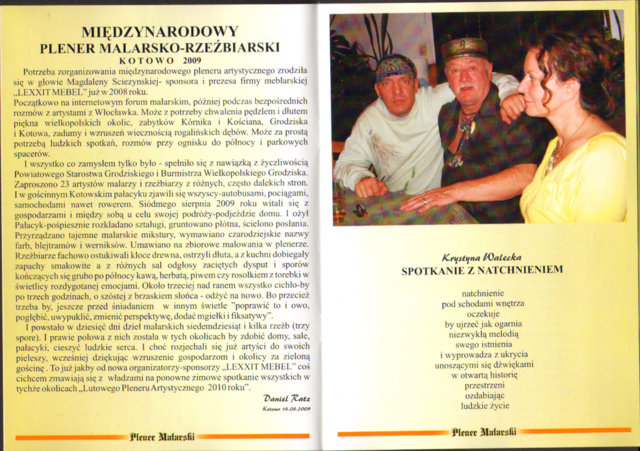 MIĘDZYNARODOWY
PLENER MALARSKO-RZEŹBIARSKI
KOTOWO 2009
Potrzeba zorganizowania międzynarodowego pleneru artystycznego zrodziła
się w głowie Magdaleny Sciezynskiej- sponsora i prezesa firmy meblarskiej
„LEXXIT MEBEL" już w 2008 roku.
Początkowo na internetowym forum malarskim, później podczas bezpośrednich
rozmów z artystami z Włocławka. Może z potrzeby chwalenia pędzlem i dłutem
piękna wielkopolskich okolic, zabytków Kórnika i Kościana, Grodziska
i Kotowa, zadumy i wzruszeń wiecznością rogalińskich dębów. Może za prostą
potrzebą ludzkich spotkań, rozmów przy ognisku do północy i parkowych
spacerów.
I wszystko co zamysłem tylko było - spełniło się z nawiązką z życzliwością
Powiatowego Starostwa Grodziskiego i Burmistrza Wielkopolskiego Grodziska.
Zaproszono 23 artystów malarzy i rzeźbiarzy z różnych, często dalekich stron.
I w gościnnym Kotowskim pałacyku zjawili się wszyscy-autobusami, pociągami,
samochodami nawet rowerem. Siódmego sierpnia 2009 roku witali się z
gospodarzami i między sobą u celu swojej podróży-podjeździe domu. I ożył
Pałacyk-pośpiesznie rozkładano sztalugi, gruntowano płótna, ścielono posłania.
Przyrządzano tajemne malarskie mikstury, wymawiano czarodziejskie nazwy
farb, blejtramów i werniksów. Umawiano na zbiorowe malowania w plenerze.
Rzeźbiarze fachowo ostukiwali kloce drewna, ostrzyli dłuta, a z kuchni dobiegały
zapachy smakowite a z różnych sal odgłosy zaciętych dysput i sporów
kończących się grubo po północy kawą, herbatą, piwem czy rosołkiem z torebki w
świetlicy rozdygotanej emocjami. Około trzeciej nad ranem wszystko cichło-by
po trzech godzinach, o szóstej z brzaskiem słońca - odżyć na nowo. Bo przecież
trzeba by, jeszcze przed śniadaniem w innym świetle "poprawić to i owo,
pogłębić, uwypuklić, zmienić perspektywę, dodać mgiełki i fiksatywy".
I powstało w dziesięć dni dzieł malarskich siedemdziesiąt i kilka rzeźb (trzy
spore). I prawie połowa z nich została w tych okolicach by zdobić domy, sale,
pałacyki, cieszyć ludzkie serca. I choć rozjechali się już artyści do swoich
pieleszy, wcześniej dziękując wzruszenie gospodarzom i okolicy za zieloną
gościnę . To już jakby od nowa organizatorzy-sponsorzy „LEXXIT MEBEL" coś
cichcem zmawiają się z władzami na ponowne zimowe spotkanie wszystkich w
tychże okolicach „Lutowego Pleneru Artystycznego 2010 roku".
Daniel Ratz
Kotowo 14.08.2009
Plener Malarski
Krystyna Walecka
SPOTKANIE Z NATCHNIENIEM
natchnienie
pod schodami wnętrza
oczekuje
by ujrzeć jak ogarnia
niezwykłą melodią
swego istnienia
i wyprowadza z ukrycia
unoszącymi się dźwiękami
w otwartą historię
przestrzeni
ozdabiając
ludzkie życie
Plener Malarski